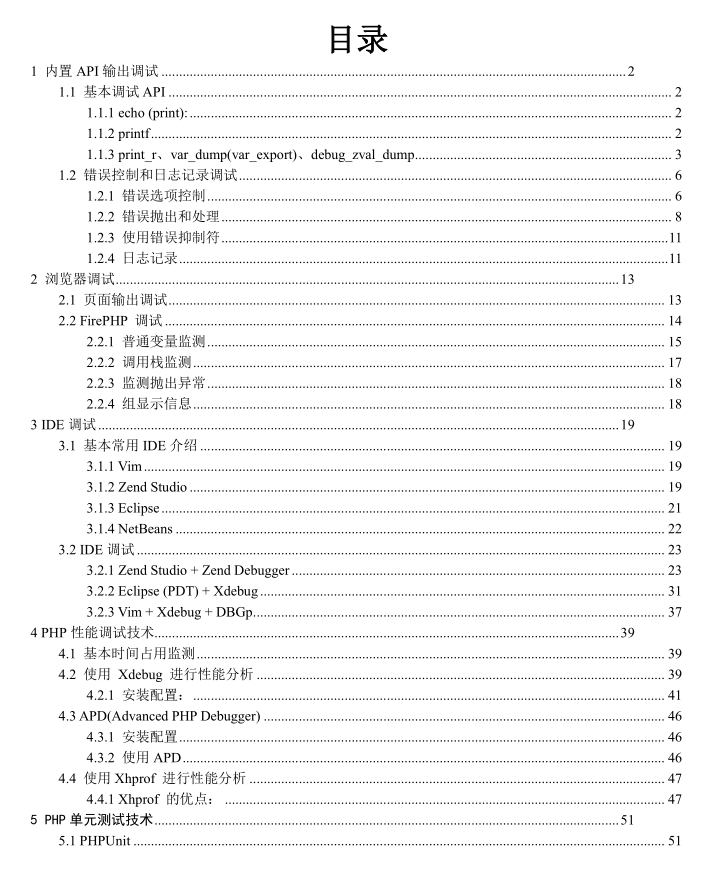 目录
1 内置 API 输出调试 ........ 2
1.1 基本调试 API ........ 2
1.1.1 echo (print): ........ 2
1.1.2 printf ........ 2
1.1.3 print_r、var_dump(var_export)、debug_zval_dump ........ 3
1.2 错误控制和日志记录调试 ........ 6
1.2.1 错误选项控制 ........ 6
1.2.2 错误抛出和处理 ........ 8
1.2.3 使用错误抑制符 ........ 11
1.2.4 日志记录 ........ 11
2 浏览器调试 ........ 13
2.1 页面输出调试 ........ 13
2.2 FirePHP 调试 ........ 14
2.2.1 普通变量监测 ........ 15
2.2.2 调用栈监测 ........ 17
2.2.3 监测抛出异常 ........ 18
2.2.4 组显示信息 ........ 18
3 IDE 调试 ........ 19
3.1 基本常用 IDE 介绍 ........ 19
3.1.1 Vim ........ 19
3.1.2 Zend Studio ........ 19
3.1.3 Eclipse ........ 21
3.1.4 NetBeans ........ 22
3.2 IDE 调试 ........ 23
3.2.1 Zend Studio + Zend Debugger ........ 23
3.2.2 Eclipse (PDT) + Xdebug ........ 31
3.2.3 Vim + Xdebug + DBGp ........ 37
4 PHP 性能调试技术 ........ 39
4.1 基本时间占用监测 ........ 39
4.2 使用 Xdebug 进行性能分析 ........ 39
4.2.1 安装配置： ........ 41
4.3 APD(Advanced PHP Debugger) ........ 46
4.3.1 安装配置 ........ 46
4.3.2 使用 APD ........ 46
4.4 使用 Xhprof 进行性能分析 ........ 47
4.4.1 Xhprof 的优点： ........ 47
5 PHP 单元测试技术 ........ 51
5.1 PHPUnit ........ 51